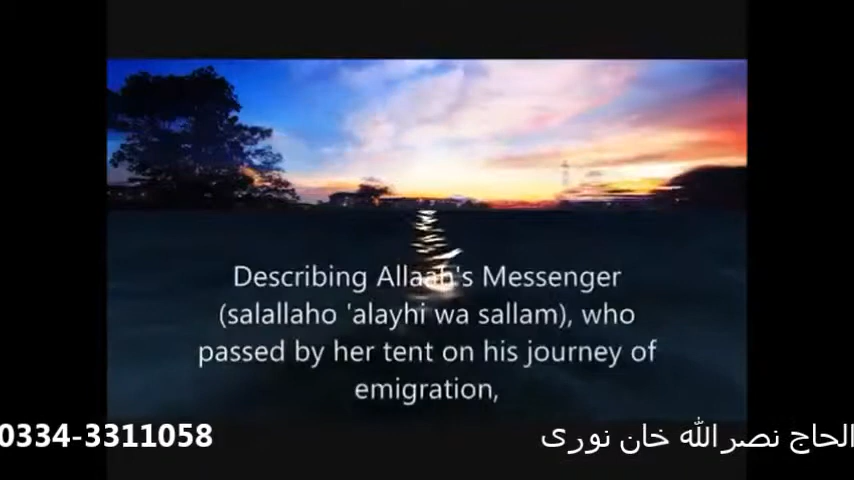 Describing Allaah's Messenger
(salallaho 'alayhi wa sallam), who
passed by her tent on his journey of
emigration,
0334-3311058
الحاج نصراللہ خان نوری